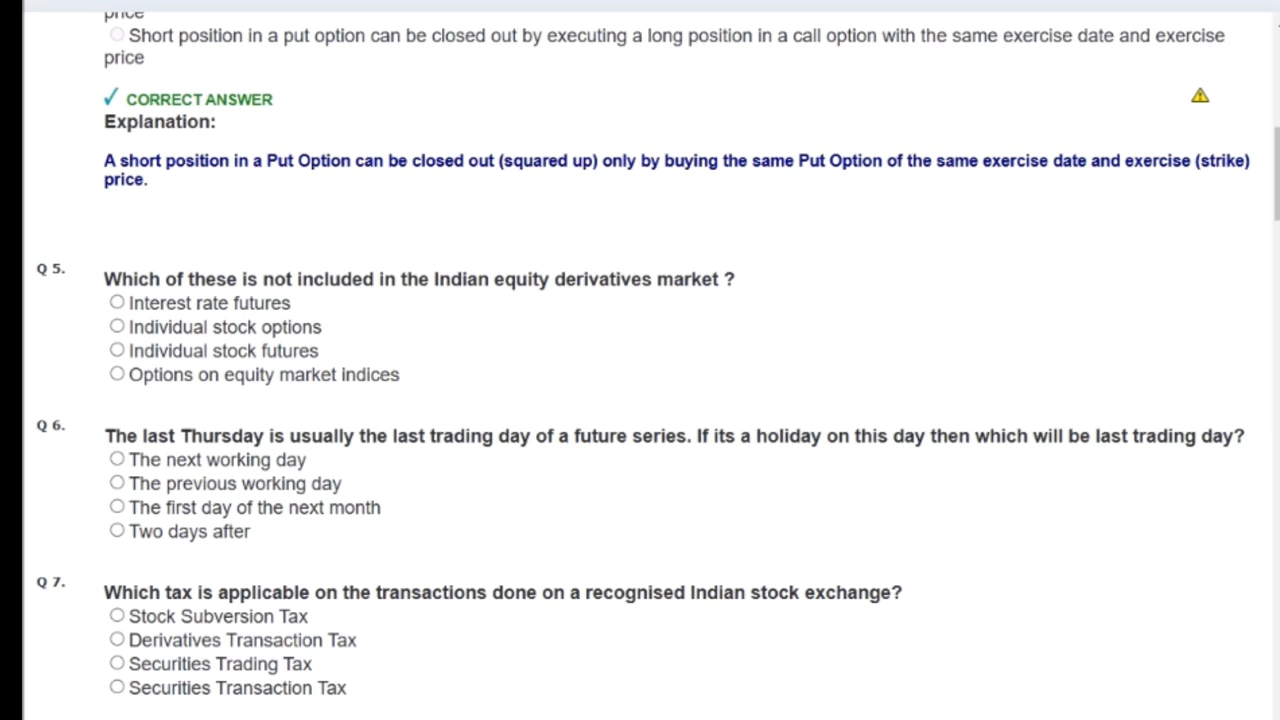 price
Short position in a put option can be closed out by executing a long position in a call option with the same exercise date and exercise
price
CORRECT ANSWER
Explanation:
A short position in a Put Option can be closed out (squared up) only by buying the same Put Option of the same exercise date and exercise (strike)
price.
Q 5.
Which of these is not included in the Indian equity derivatives market ?
Interest rate futures
Individual stock options
Individual stock futures
Options on equity market indices
Q 6.
The last Thursday is usually the last trading day of a future series. If its a holiday on this day then which will be last trading day?
The next working day
The previous working day
The first day of the next month
Two days after
Q 7.
Which tax is applicable on the transactions done on a recognised Indian stock exchange?
Stock Subversion Tax
Derivatives Transaction Tax
Securities Trading Tax
Securities Transaction Tax